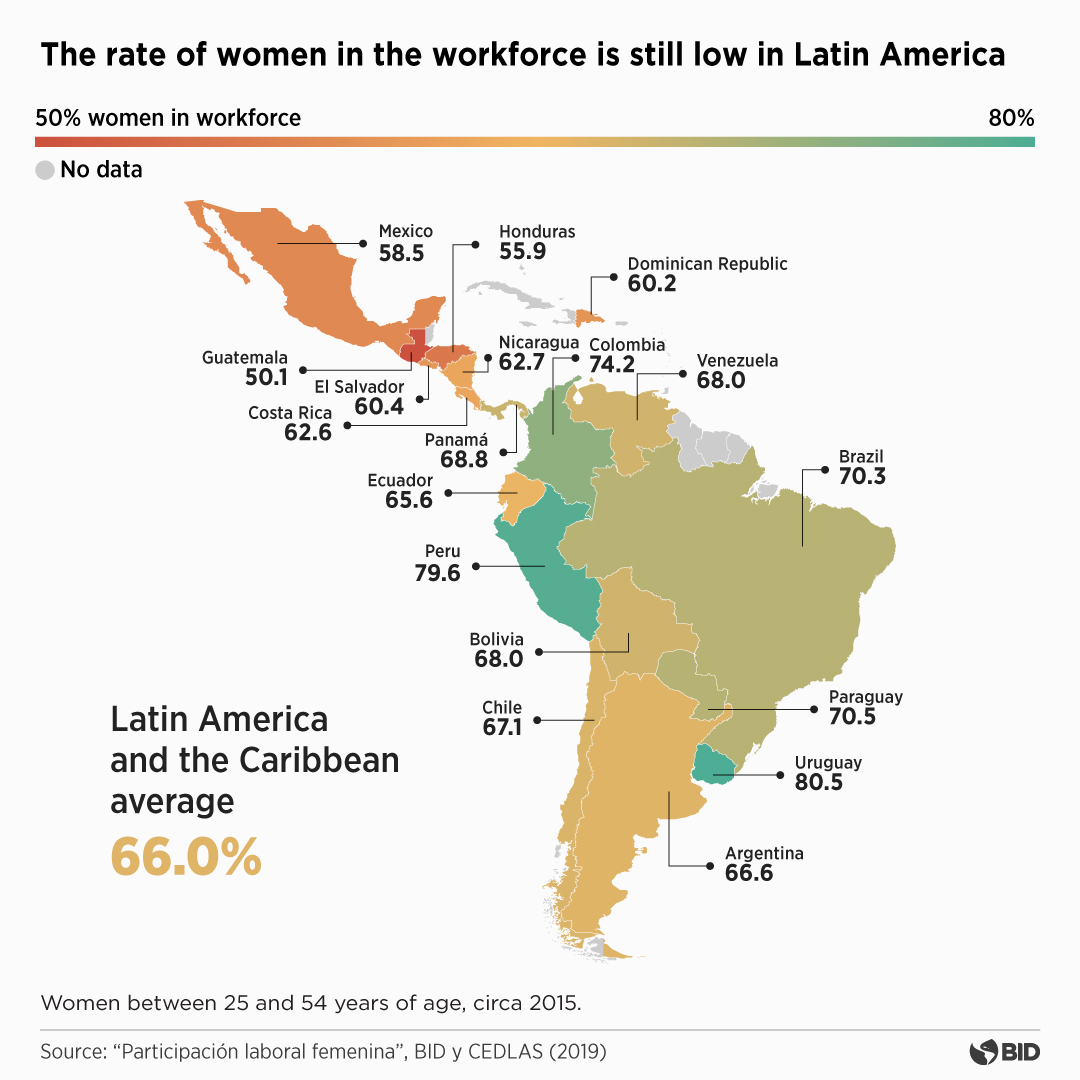 The rate of women in the workforce is still low in Latin America
50% women in workforce
80%
No data
Mexico
58.5
Honduras
55.9
Dominican Republic
60.2
Guatemala
50.1
Nicaragua
62.7
Colombia
74.2
Venezuela
68.0
El Salvador
60.4
Costa Rica
62.6
Panamá
68.8
Brazil
70.3
Ecuador
65.6
Peru
79.6
Bolivia
68.0
Chile
67.1
Paraguay
70.5
Uruguay
80.5
Argentina
66.6
Latin America
and the Caribbean
average
66.0%
Women between 25 and 54 years of age, circa 2015.
Source: “Participación laboral femenina”, BID y CEDLAS (2019)
BID